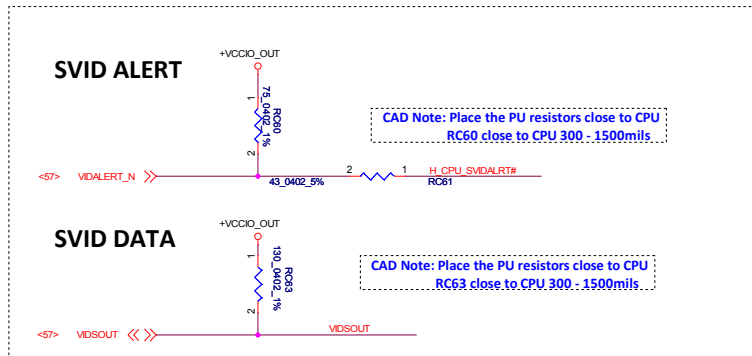 +VCCIO_OUT
SVID ALERT
1
75_0402_1%
RC60
2
CAD Note: Place the PU resistors close to CPU
RC60 close to CPU 300 - 1500mils
<57> VIDALERT_N
43_0402_5%
2
1
H_CPU_SVIDALRT#
RC61
+VCCIO_OUT
SVID DATA
1
130_0402_1%
RC63
2
CAD Note: Place the PU resistors close to CPU
RC63 close to CPU 300 - 1500mils
<57> VIDSOUT
VIDSOUT